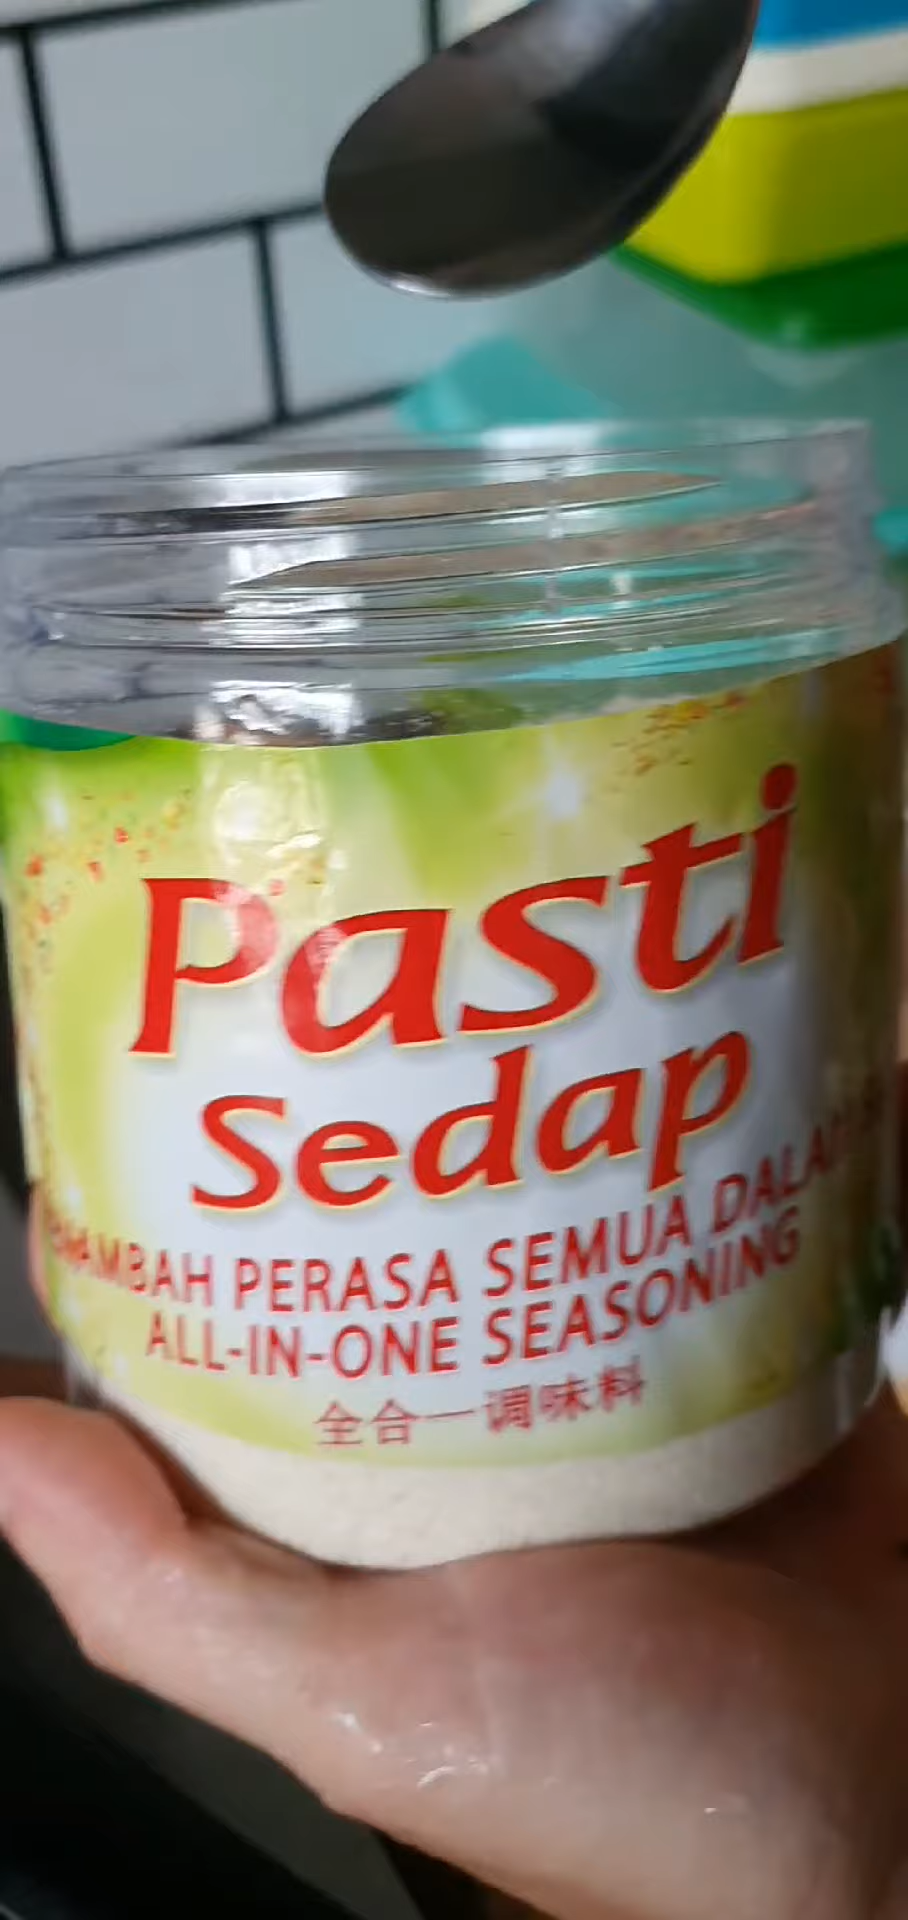 Pasti
Sedap
PERASA SEMUA
ALL-IN-ONE SEASONING
全合一调味料